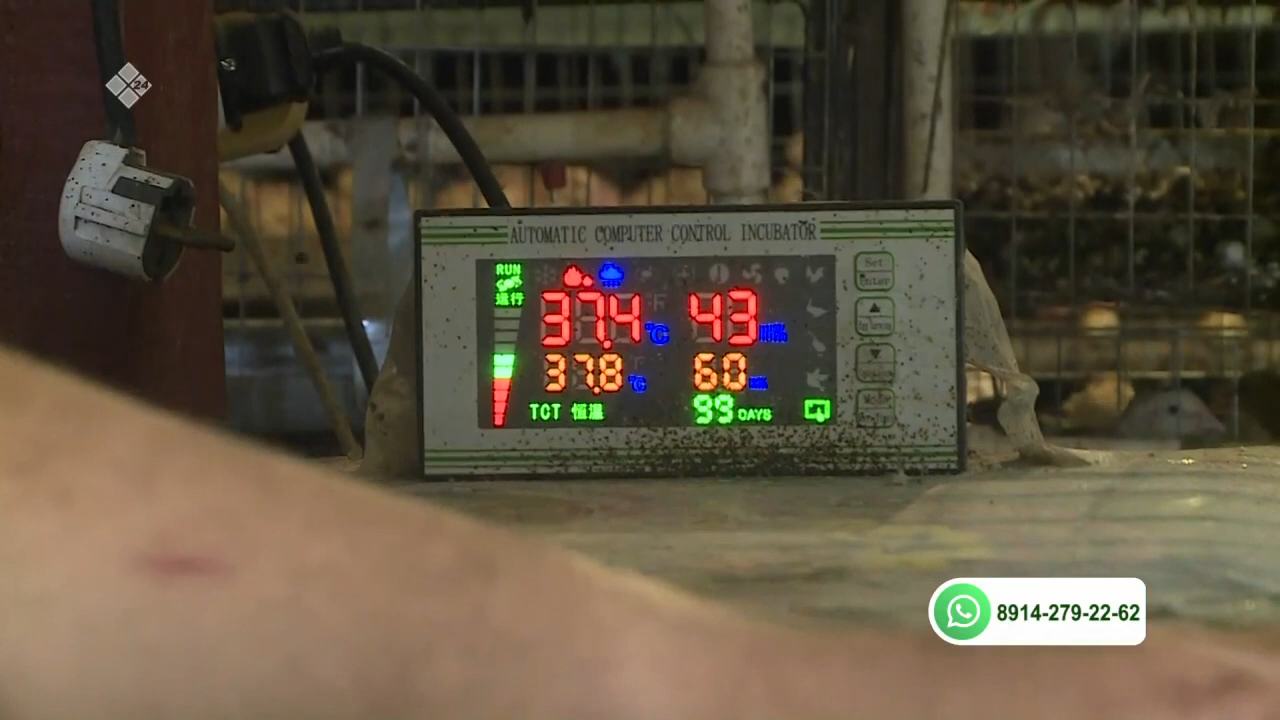 X24
AUTOMATIC COMPUTER CONTROL INCUBATOR
RUN
运行
37.4 °C 43
37.8 °C 60
TCT 恒温 99 DAYS
Set
Enter
8914-279-22-62